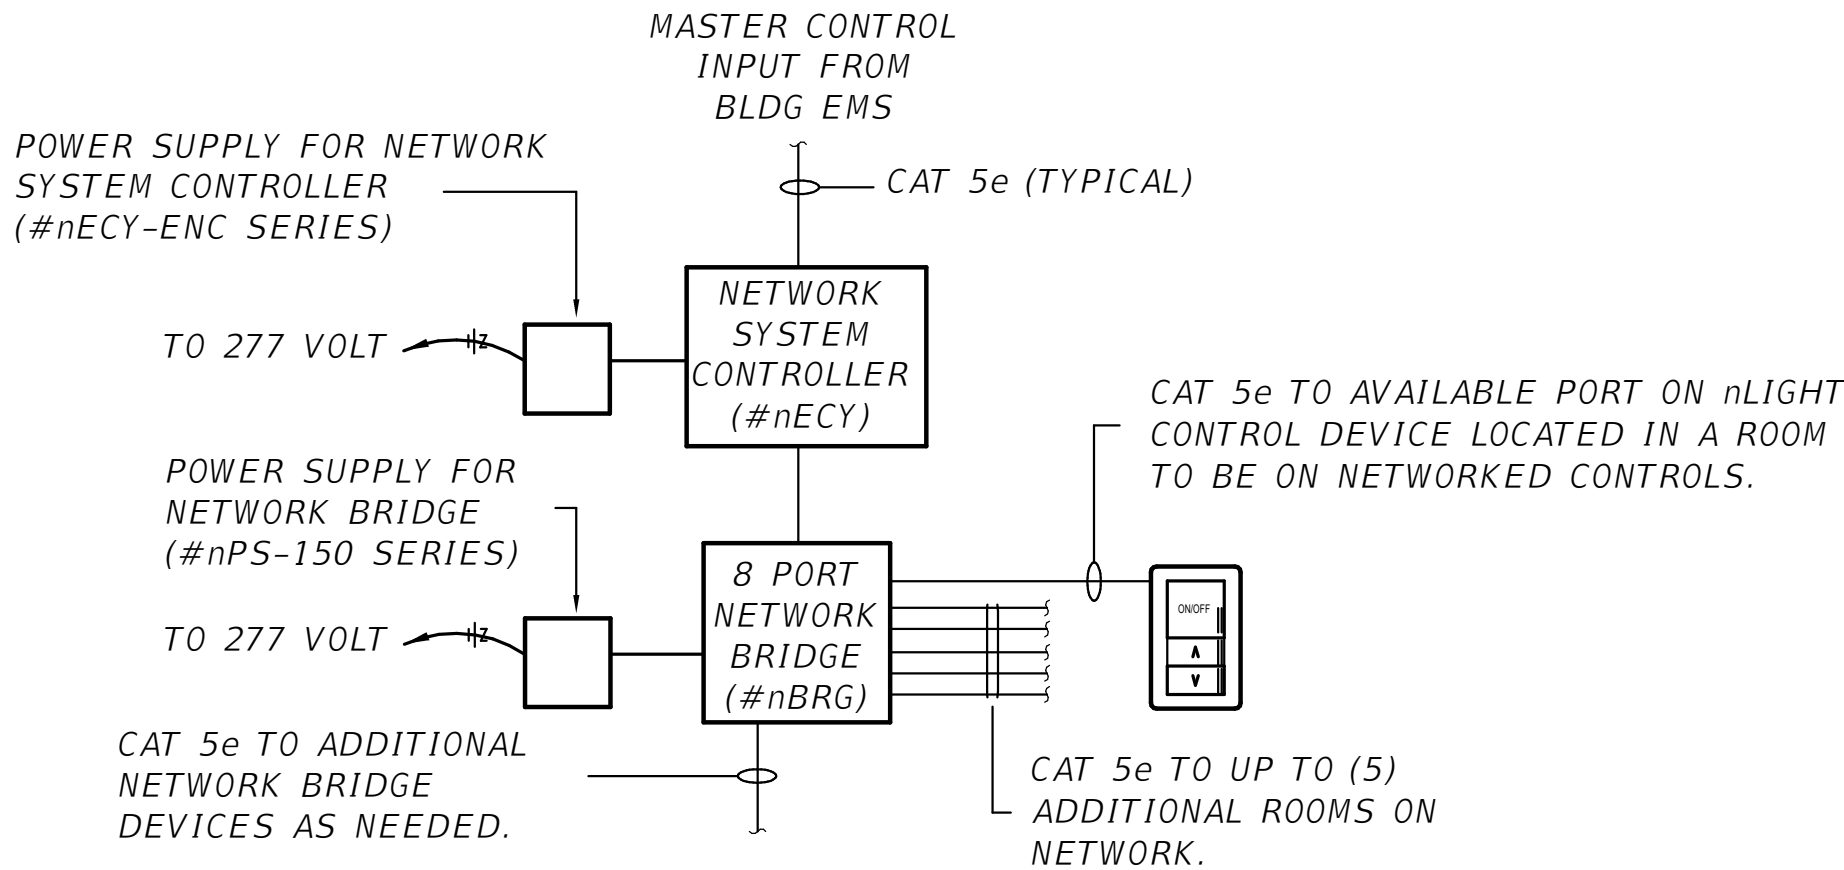 MASTER CONTROL
INPUT FROM
BLDG EMS
POWER SUPPLY FOR NETWORK
SYSTEM CONTROLLER
(#nECY-ENC SERIES)
CAT 5e (TYPICAL)
NETWORK
SYSTEM
CONTROLLER
(#nECY)
TO 277 VOLT
Z
CAT 5e TO AVAILABLE PORT ON nLIGHT
CONTROL DEVICE LOCATED IN A ROOM
TO BE ON NETWORKED CONTROLS.
POWER SUPPLY FOR
NETWORK BRIDGE
(#nPS-150 SERIES)
8 PORT
NETWORK
BRIDGE
(#nBRG)
ON/OFF
TO 277 VOLT
Z
CAT 5e TO ADDITIONAL
NETWORK BRIDGE
DEVICES AS NEEDED.
CAT 5e TO UP TO (5)
ADDITIONAL ROOMS ON
NETWORK.